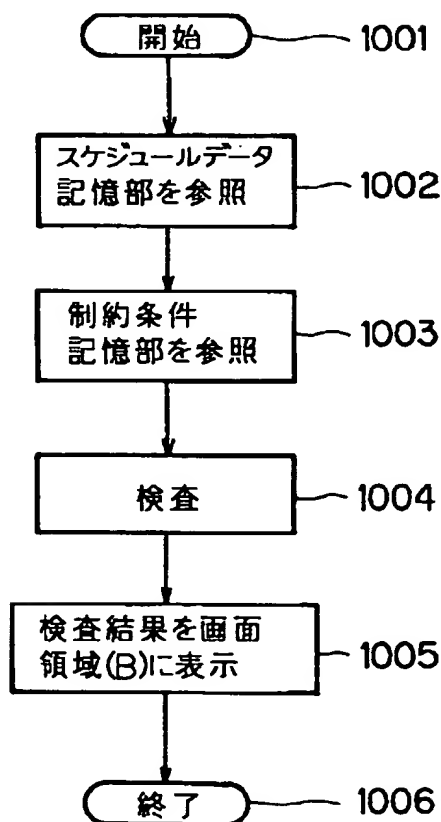 開始
1001
スケジュールデータ
記憶部を参照
1002
制約条件
記憶部を参照
1003
検査
1004
検査結果を画面
領域(B)に表示
1005
終了
1006